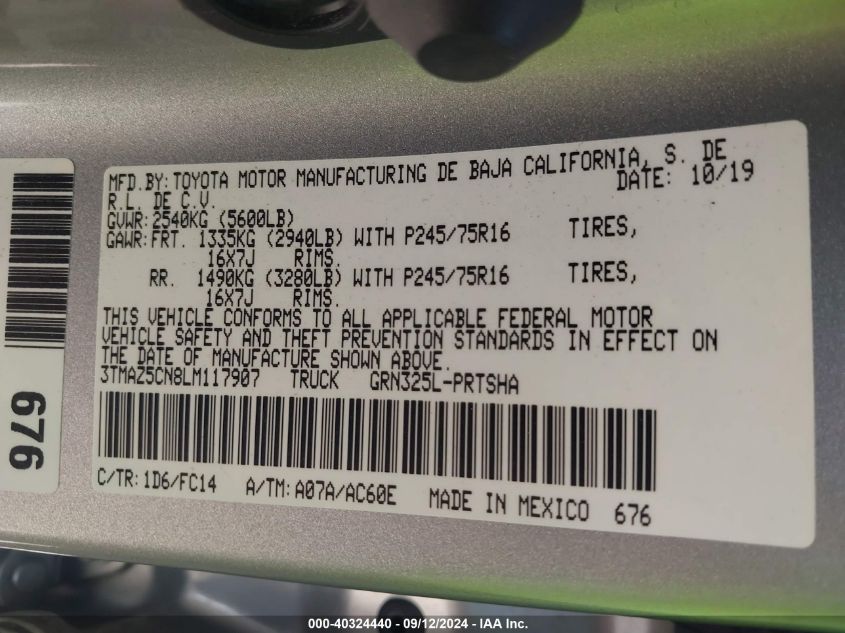 MFD.BY:TOYOTA MOTOR MANUFACTURING DE BAJA CALIFORNIA, S. DE
R.L. DE C.V. DATE: 10/19
GVWR:2540KG (5600LB)
GAWR:FRT. 1335KG (2940LB) WITH P245/75R16 TIRES,
16X7J RIMS.
RR. 1490KG (3280LB) WITH P245/75R16 TIRES,
16X7J RIMS.
THIS VEHICLE CONFORMS TO ALL APPLICABLE FEDERAL MOTOR
VEHICLE SAFETY AND THEFT PREVENTION STANDARDS IN EFFECT ON
THE DATE OF MANUFACTURE SHOWN ABOVE.
3TMAZ5CN8LM117907 TRUCK GRN325L-PRTSHA
C/TR:1D6/FC14 A/TM:A07A/AC60E MADE IN MEXICO 676
676
000-40324440 - 09/12/2024 - IAA Inc.